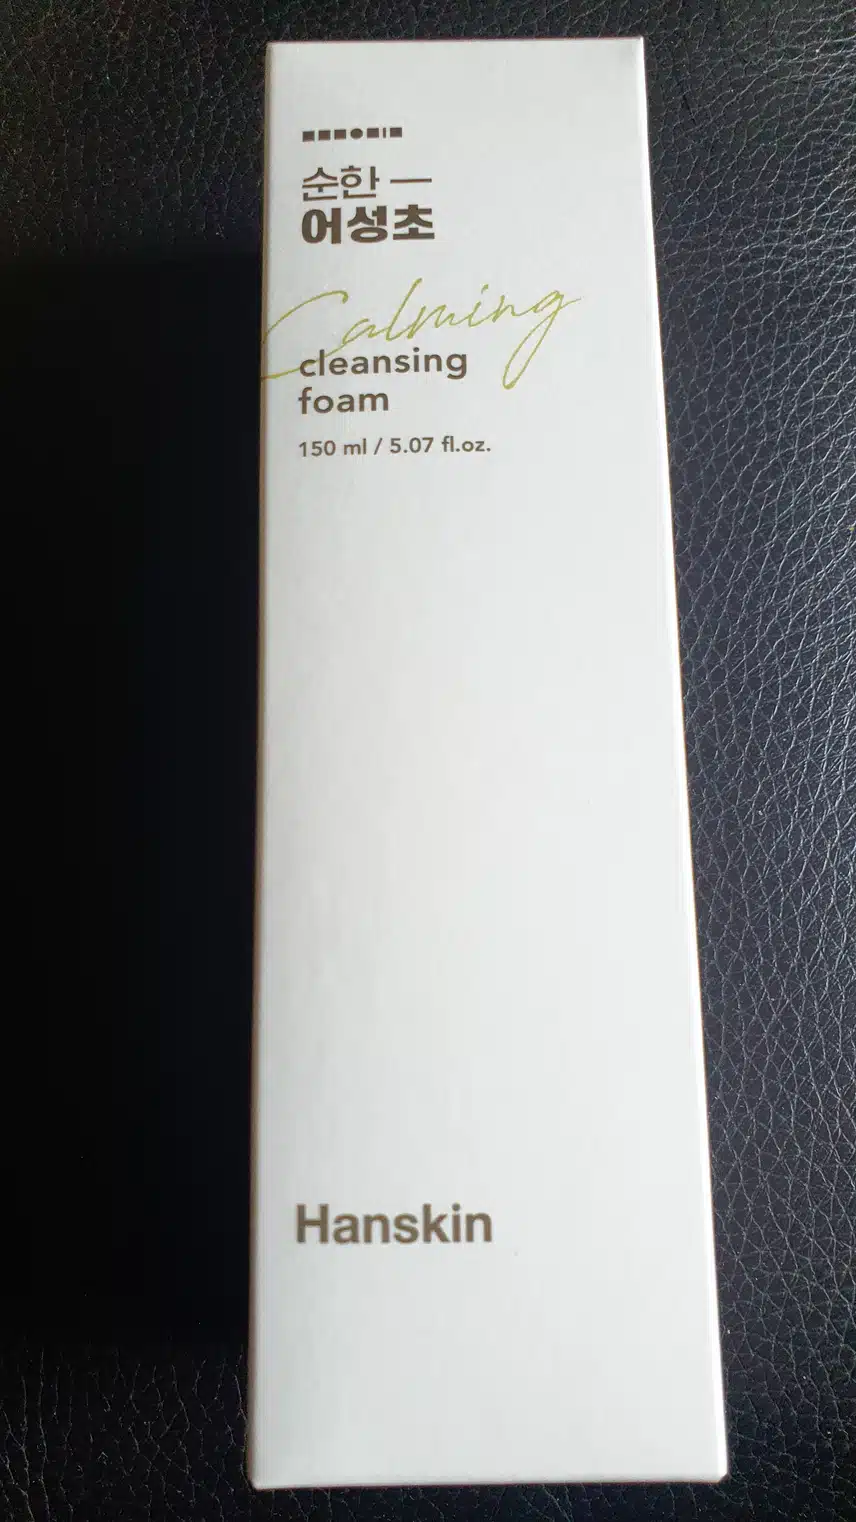 순한 —
어성초
Calming
cleansing
foam
150 ml / 5.07 fl.oz.
Hanskin